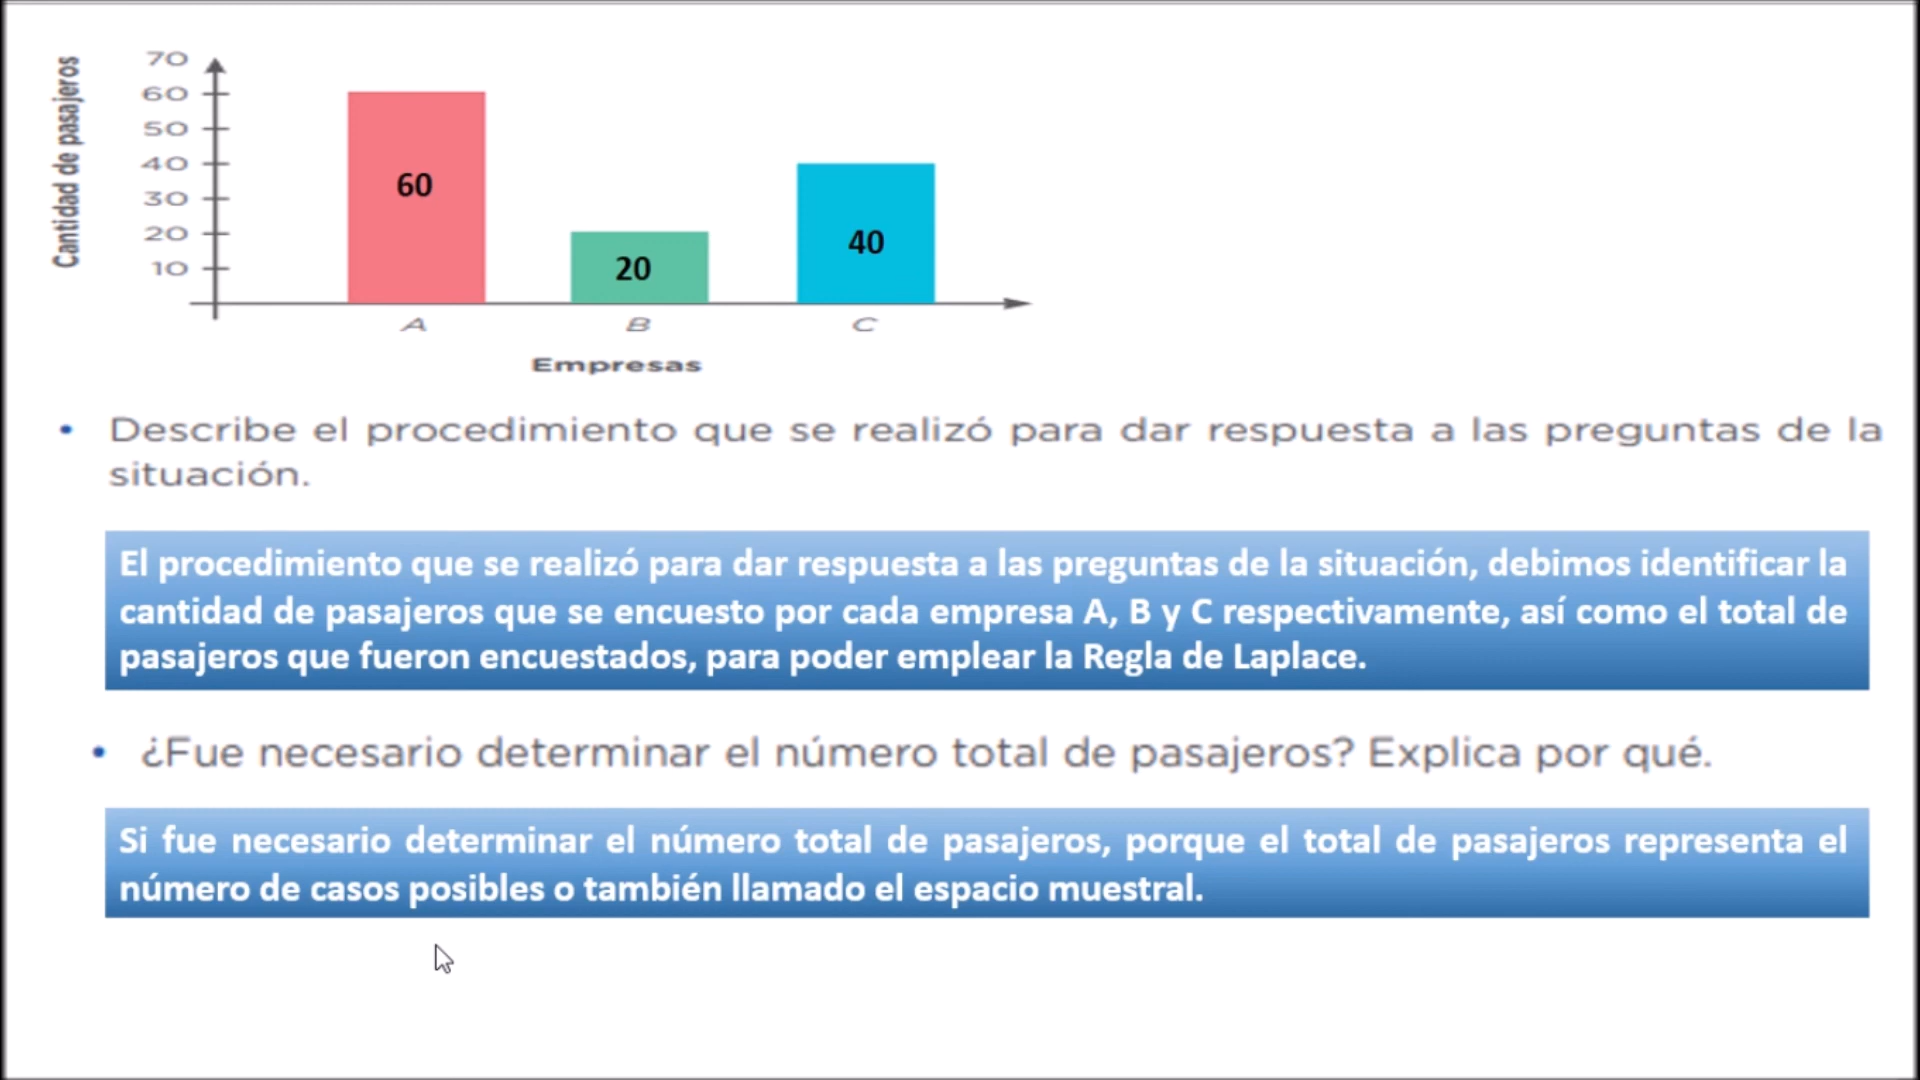 Cantidad de pasajeros
70
60
50
40
30
20
10
60
20
40
A B C
Empresas
• Describe el procedimiento que se realizó para dar respuesta a las preguntas de la
situación.
El procedimiento que se realizó para dar respuesta a las preguntas de la situación, debimos identificar la
cantidad de pasajeros que se encuesto por cada empresa A, B y C respectivamente, así como el total de
pasajeros que fueron encuestados, para poder emplear la Regla de Laplace.
• ¿Fue necesario determinar el número total de pasajeros? Explica por qué.
Si fue necesario determinar el número total de pasajeros, porque el total de pasajeros representa el
número de casos posibles o también llamado el espacio muestral.